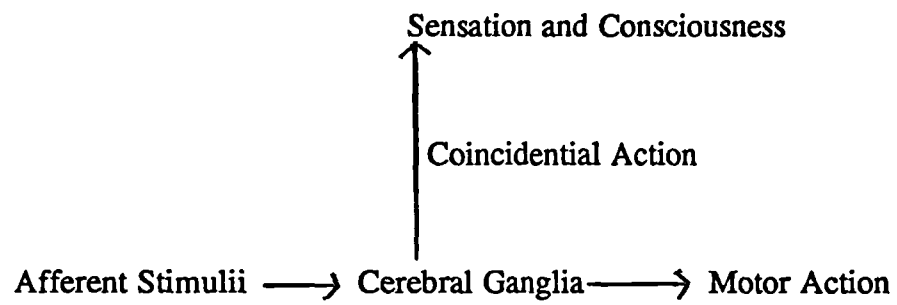 Sensation and Consciousness
Coincidential Action
Afferent Stimulii Cerebral Ganglia Motor Action